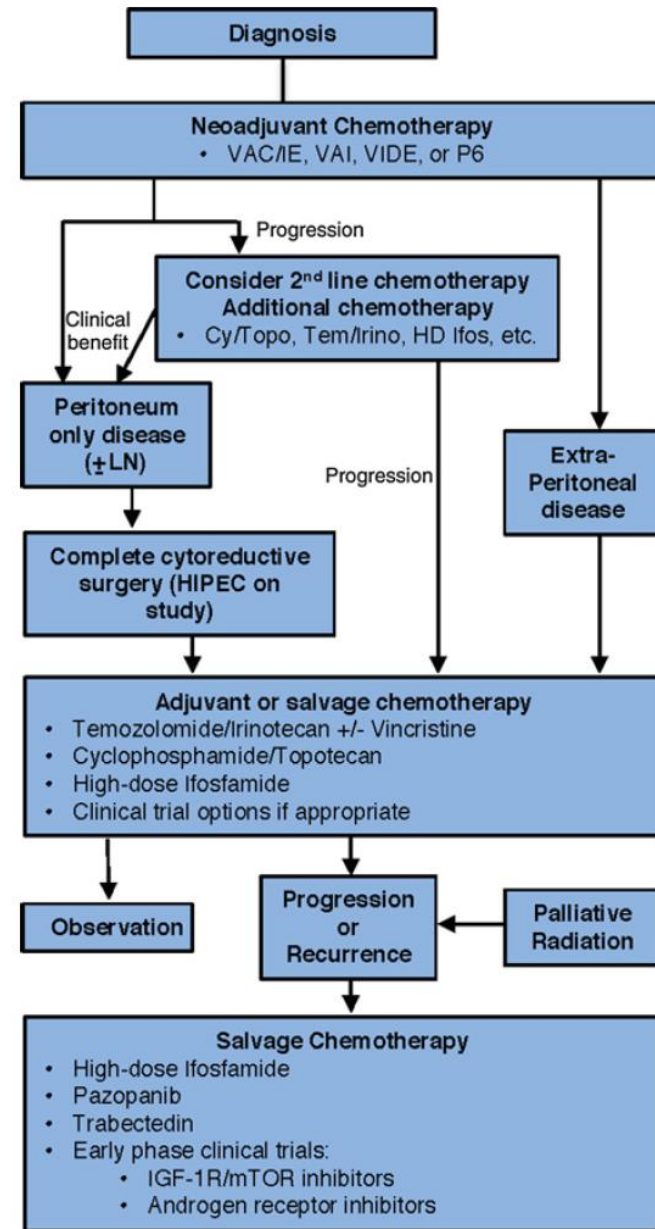 Diagnosis
Neoadjuvant Chemotherapy
• VAC/IE, VAI, VIDE, or P6
Progression
Consider 2nd line chemotherapy
Additional chemotherapy
• Cy/Topo, Tem/Irino, HD Ifos, etc.
Clinical
benefit
Peritoneum
only disease
(±LN)
Progression
Extra-
Peritoneal
disease
Complete cytoreductive
surgery (HIPEC on
study)
Adjuvant or salvage chemotherapy
• Temozolomide/Irinotecan +/- Vincristine
• Cyclophosphamide/Topotecan
• High-dose Ifosfamide
• Clinical trial options if appropriate
Observation
Progression
or
Recurrence
Palliative
Radiation
Salvage Chemotherapy
• High-dose Ifosfamide
• Pazopanib
• Trabectedin
• Early phase clinical trials:
• IGF-1R/mTOR inhibitors
• Androgen receptor inhibitors